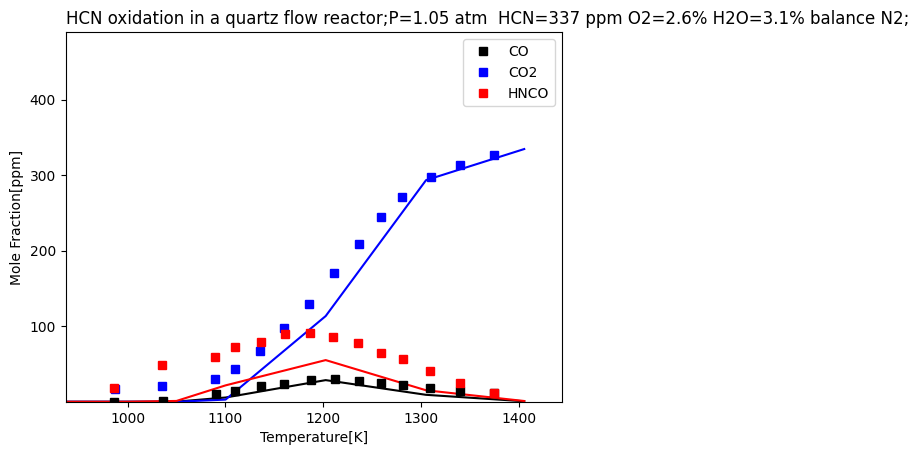 HCN oxidation in a quartz flow reactor;P=1.05 atm  HCN=337 ppm O2=2.6% H2O=3.1% balance N2;
CO
CO2
HNCO
400
300
200
100
Mole Fraction[ppm]
1000 1100 1200 1300 1400
Temperature[K]